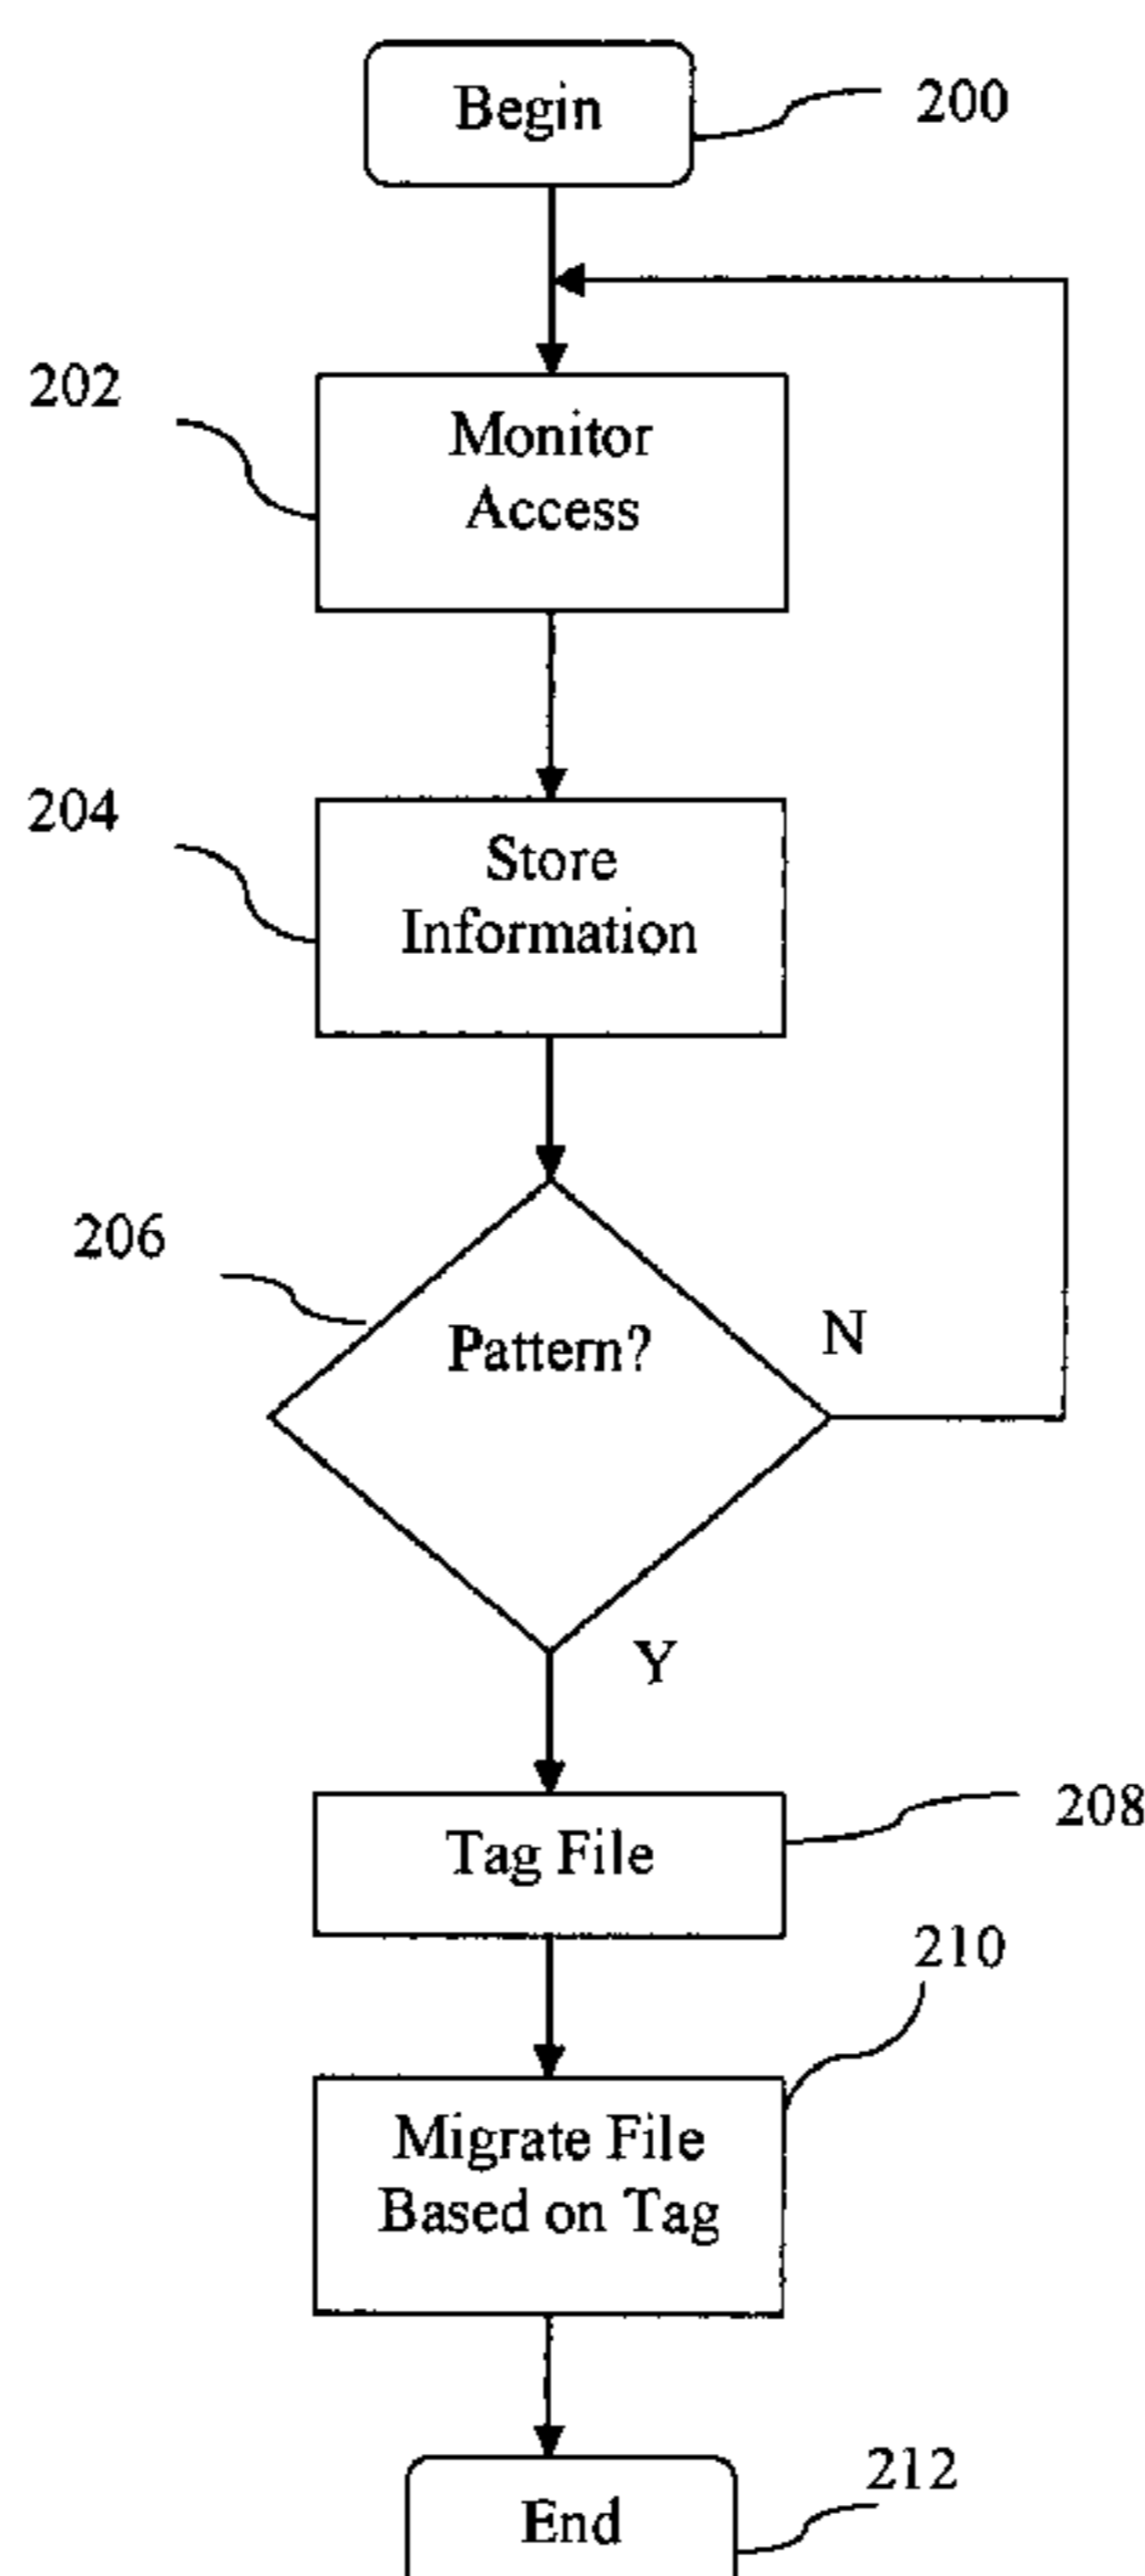 Begin
200
202
Monitor
Access
204
Store
Information
206
Pattern?
N
Y
Tag File
208
210
Migrate File
Based on Tag
212
End